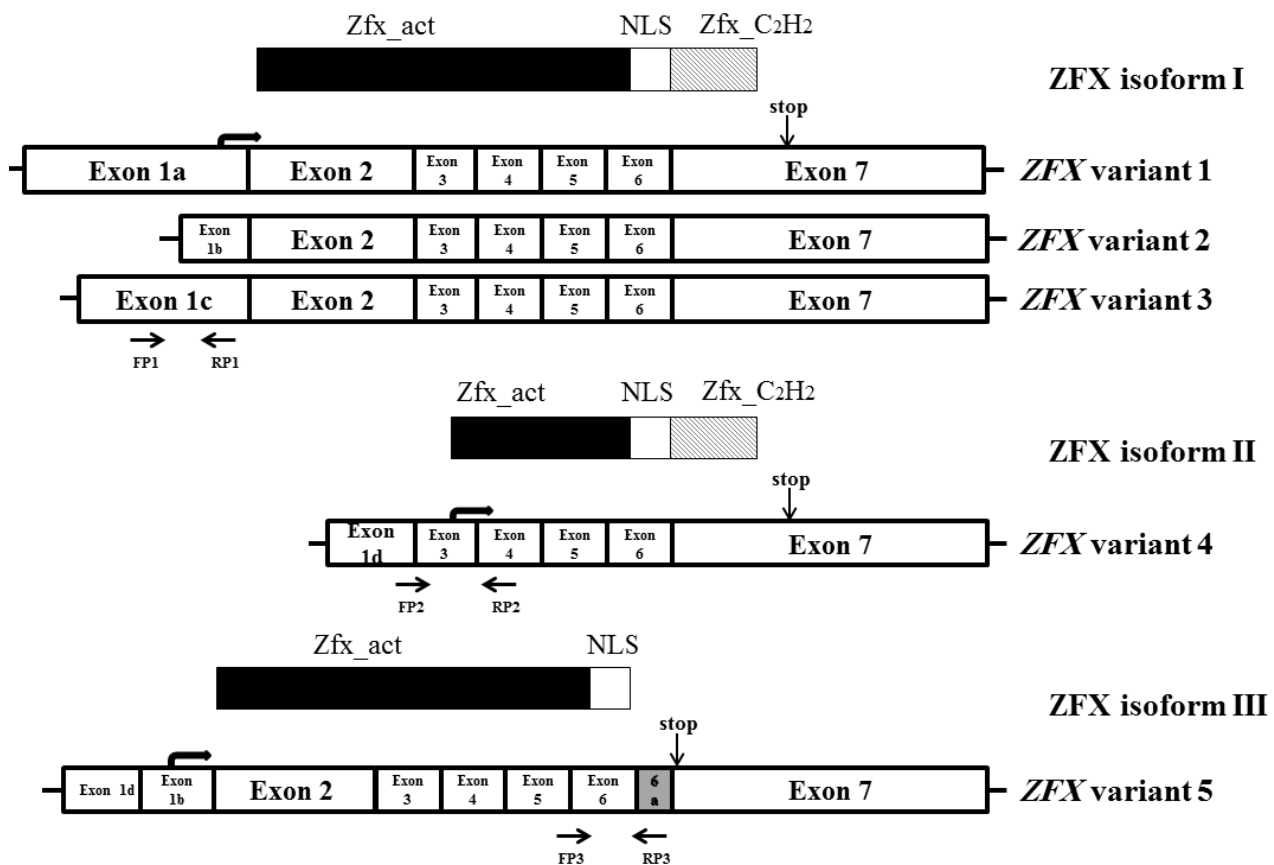 Zfx_act NLS Zfx_C2H2
ZFX isoform I
stop
Exon 1a Exon 2 Exon 3 Exon 4 Exon 5 Exon 6 Exon 7 ZFX variant 1
Exon 1b Exon 2 Exon 3 Exon 4 Exon 5 Exon 6 Exon 7 ZFX variant 2
Exon 1c Exon 2 Exon 3 Exon 4 Exon 5 Exon 6 Exon 7 ZFX variant 3
FP1 RP1
Zfx_act NLS Zfx_C2H2
ZFX isoform II
stop
Exon 1d Exon 3 Exon 4 Exon 5 Exon 6 Exon 7 ZFX variant 4
FP2 RP2
Zfx_act NLS
ZFX isoform III
stop
Exon 1d Exon 1b Exon 2 Exon 3 Exon 4 Exon 5 Exon 6 6a Exon 7 ZFX variant 5
FP3 RP3